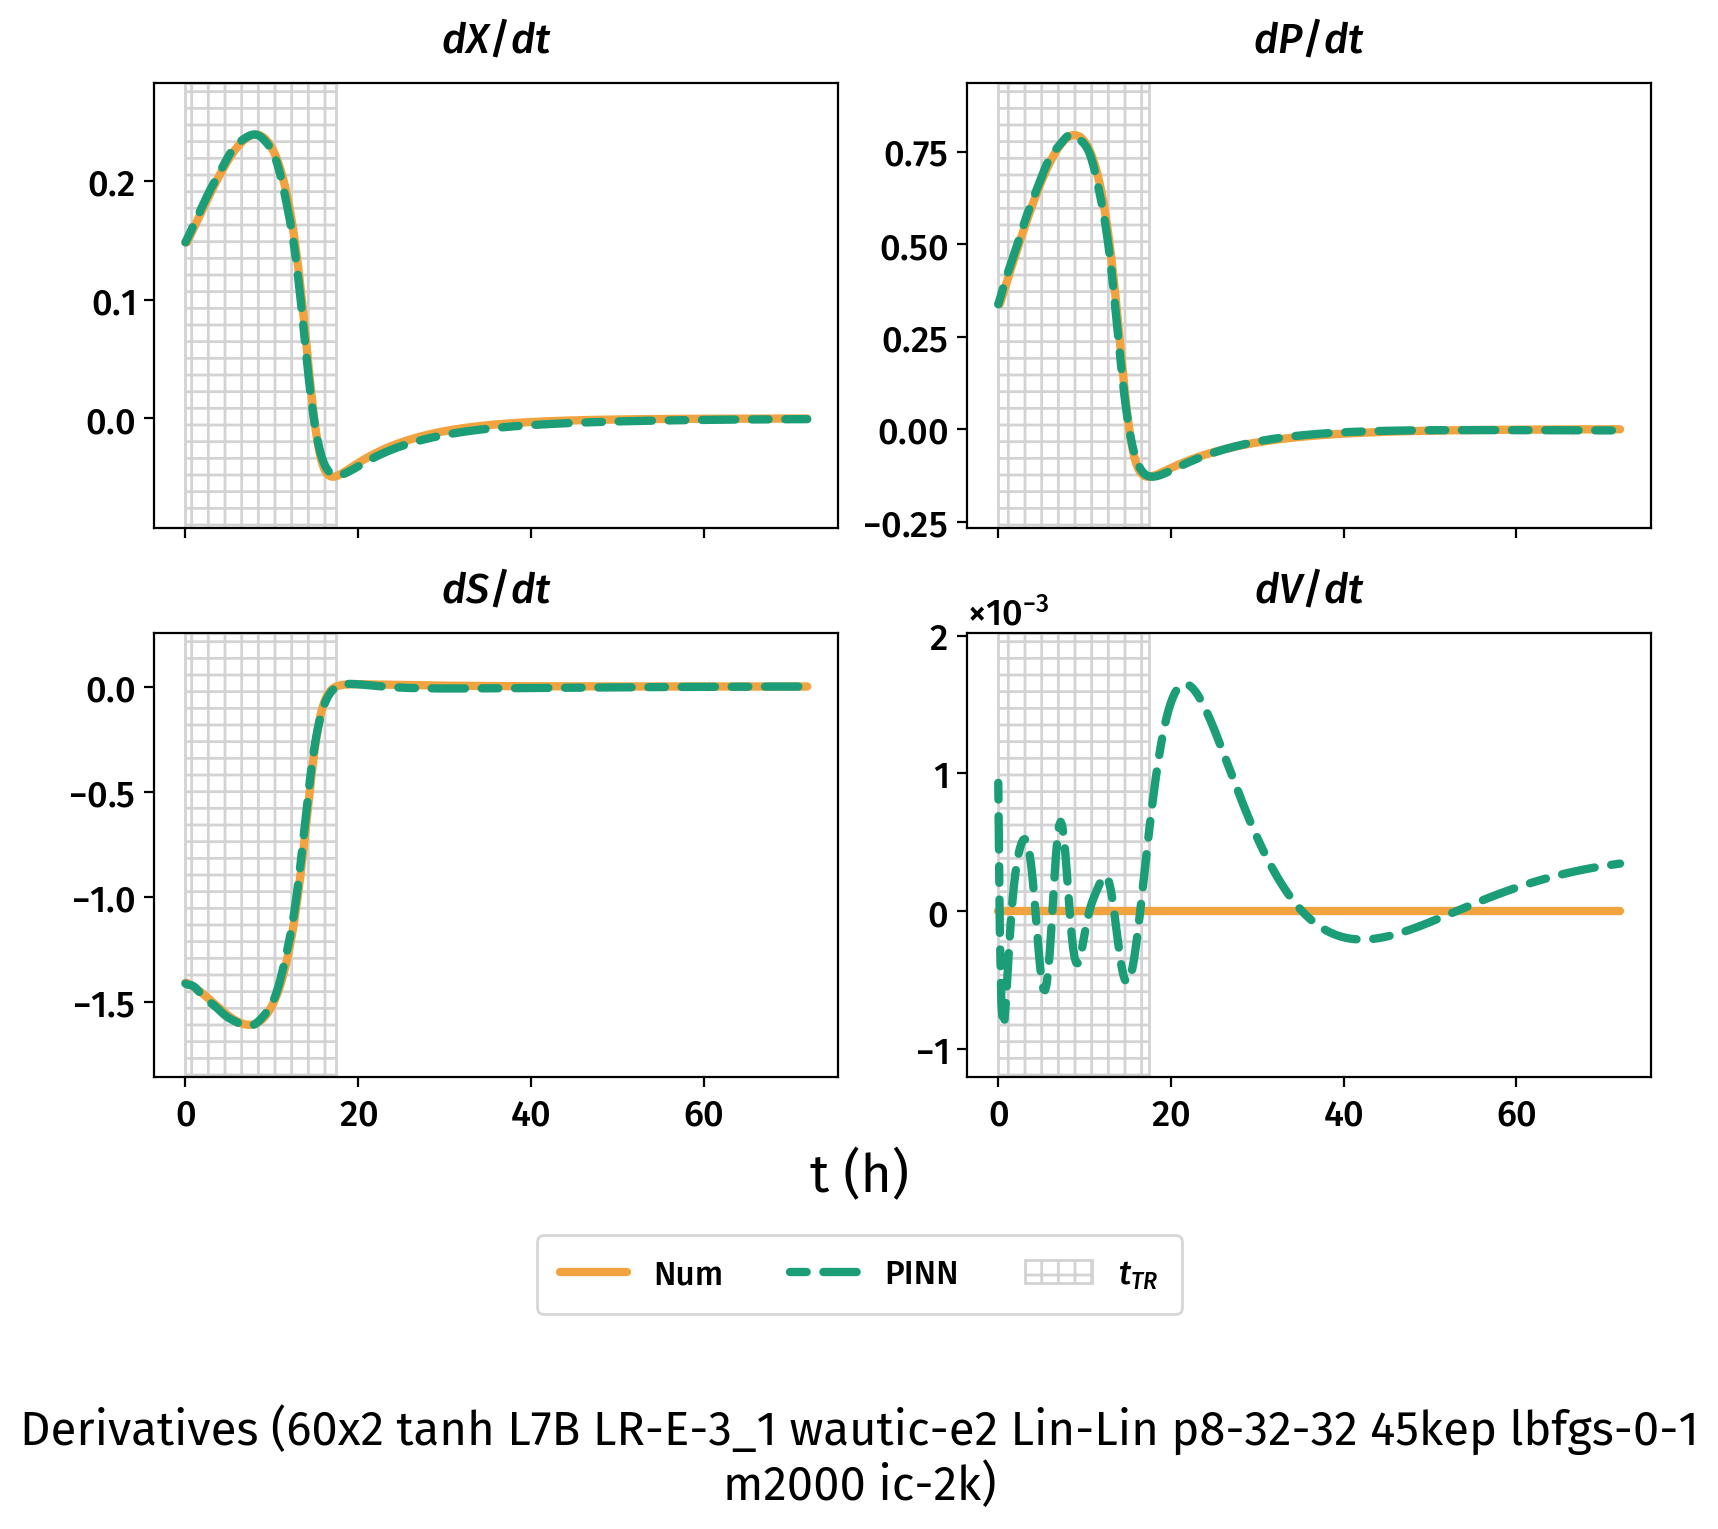 dX/dt
dP/dt
0.2
0.1
0.0
0.75
0.50
0.25
0.00
−0.25
dS/dt
dV/dt
×10⁻³
0.0
−0.5
−1.0
−1.5
2
1
0
−1
0 20 40 60
0 20 40 60
t (h)
Num PINN t_TR
Derivatives (60x2 tanh L7B LR-E-3_1 wautic-e2 Lin-Lin p8-32-32 45kep lbfgs-0-1
m2000 ic-2k)